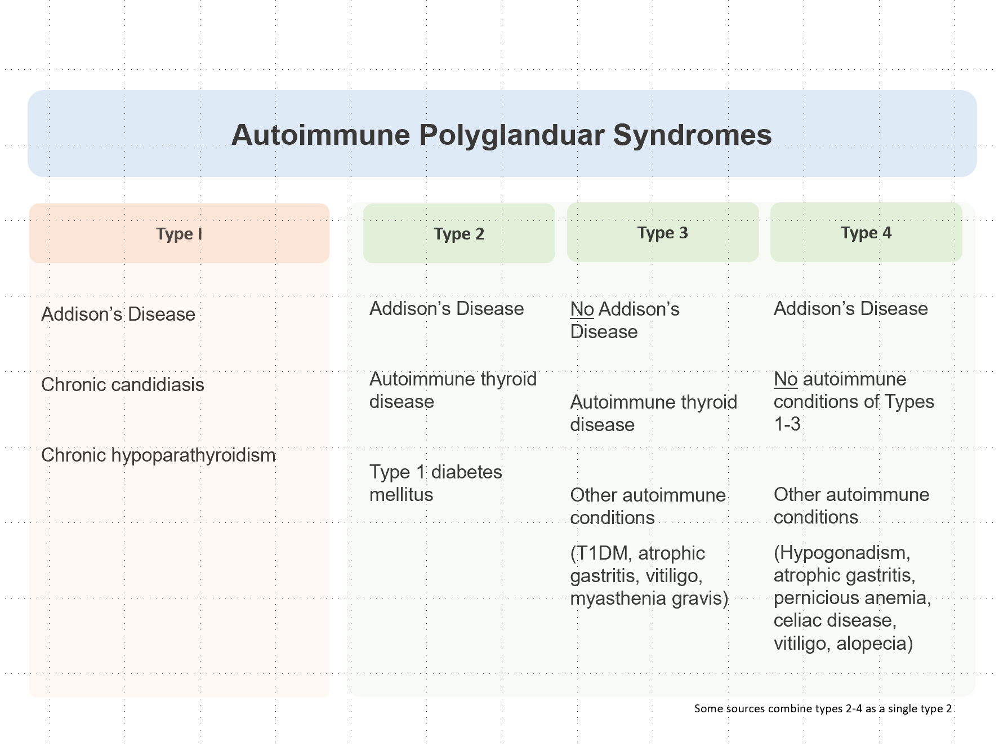 Autoimmune Polyglanduar Syndromes
Type I
Addison’s Disease
Chronic candidiasis
Chronic hypoparathyroidism
Type 2
Addison’s Disease
Autoimmune thyroid
disease
Type 1 diabetes
mellitus
Type 3
No Addison’s
Disease
Autoimmune thyroid
disease
Other autoimmune
conditions
(T1DM, atrophic
gastritis, vitiligo,
myasthenia gravis)
Type 4
Addison’s Disease
No autoimmune
conditions of Types
1-3
Other autoimmune
conditions
(Hypogonadism,
atrophic gastritis,
pernicious anemia,
celiac disease,
vitiligo, alopecia)
Some sources combine types 2-4 as a single type 2